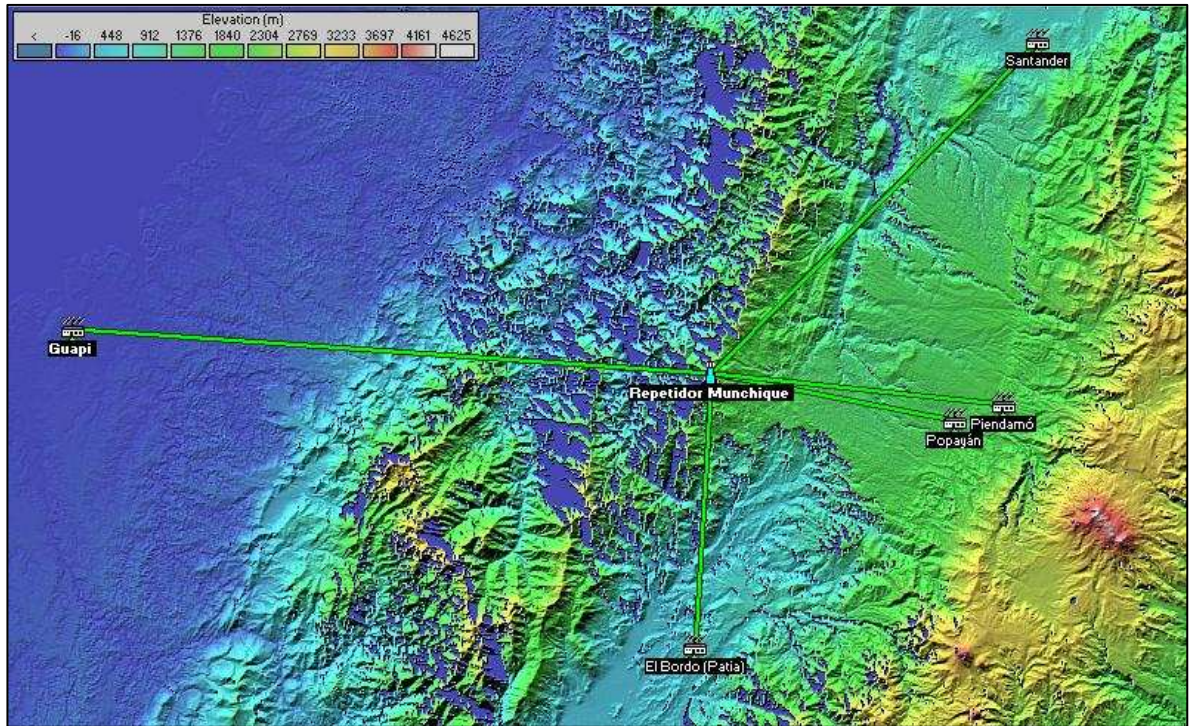 Elevation (m)
< -16 448 912 1376 1840 2304 2769 3233 3697 4161 4625
Santander
Guapi
Repetidor Munchique
Piendamó
Popayán
El Bordo (Patia)